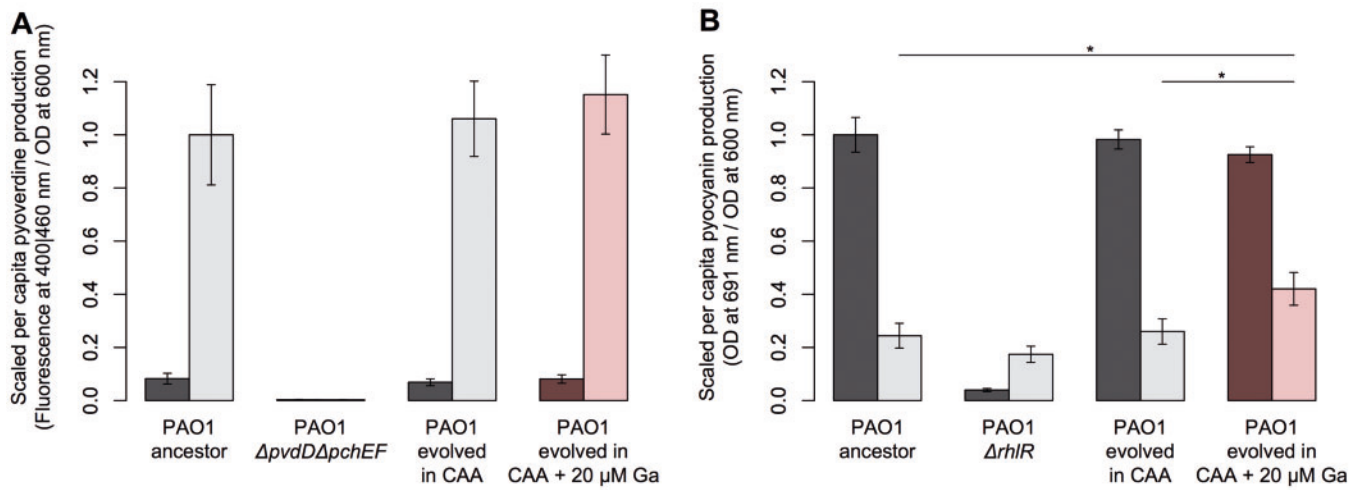 A
Scaled per capita pyoverdine production
(Fluorescence at 400|460 nm / OD at 600 nm)
1.2
1.0
0.8
0.6
0.4
0.2
0.0
PAO1
ancestor
PAO1
ΔpvdDΔpchEF
PAO1
evolved
in CAA
PAO1
evolved in
CAA + 20 µM Ga
B
Scaled per capita pyocyanin production
(OD at 691 nm / OD at 600 nm)
1.2
1.0
0.8
0.6
0.4
0.2
0.0
*
*
PAO1
ancestor
PAO1
ΔrhlR
PAO1
evolved
in CAA
PAO1
evolved in
CAA + 20 µM Ga